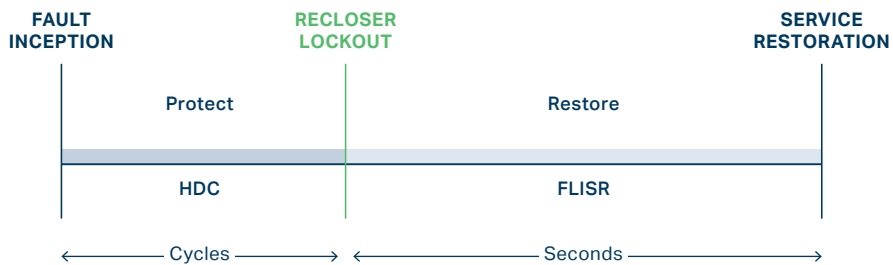 FAULT
INCEPTION
RECLOSER
LOCKOUT
SERVICE
RESTORATION
Protect
Restore
HDC
FLISR
Cycles
Seconds